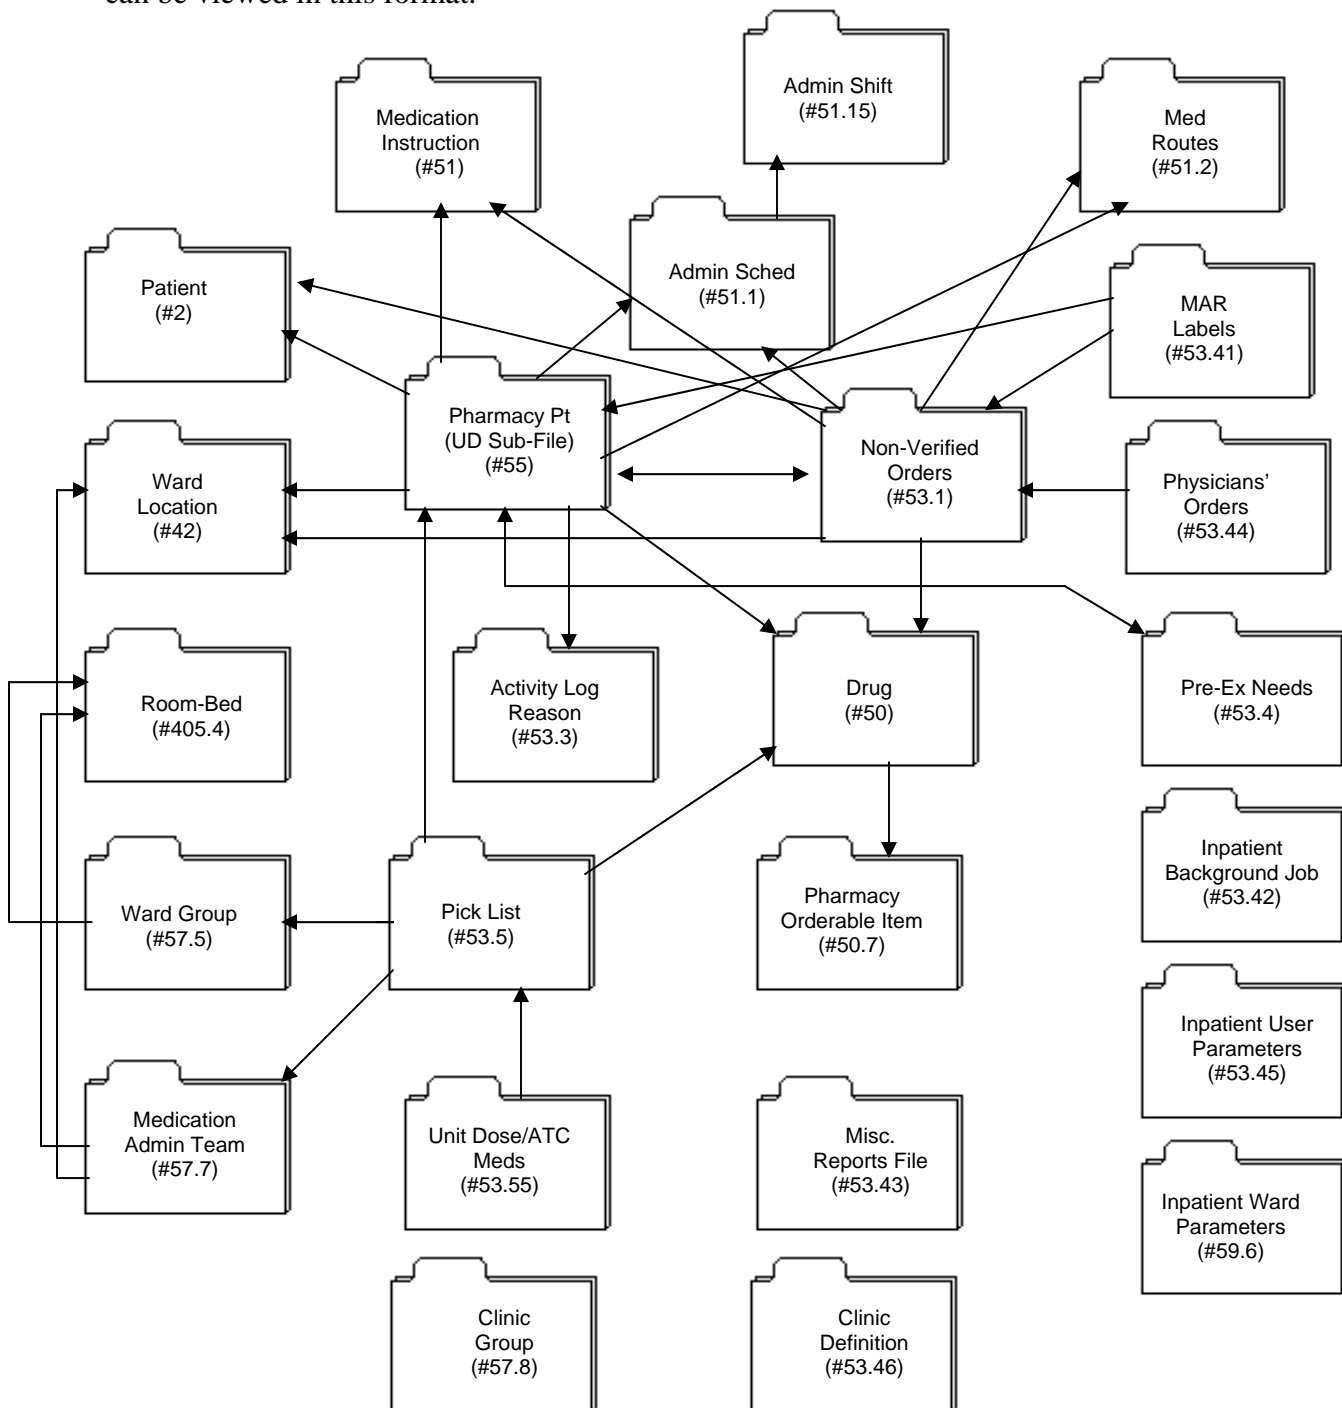 can be viewed in this format.
Admin Shift
(#51.15)
Medication
Instruction
(#51)
Med
Routes
(#51.2)
Patient
(#2)
Admin Sched
(#51.1)
MAR
Labels
(#53.41)
Pharmacy Pt
(UD Sub-File)
(#55)
Non-Verified
Orders
(#53.1)
Ward
Location
(#42)
Physicians’
Orders
(#53.44)
Room-Bed
(#405.4)
Activity Log
Reason
(#53.3)
Drug
(#50)
Pre-Ex Needs
(#53.4)
Ward Group
(#57.5)
Pick List
(#53.5)
Pharmacy
Orderable Item
(#50.7)
Inpatient
Background Job
(#53.42)
Inpatient User
Parameters
(#53.45)
Medication
Admin Team
(#57.7)
Unit Dose/ATC
Meds
(#53.55)
Misc.
Reports File
(#53.43)
Inpatient Ward
Parameters
(#59.6)
Clinic
Group
(#57.8)
Clinic
Definition
(#53.46)